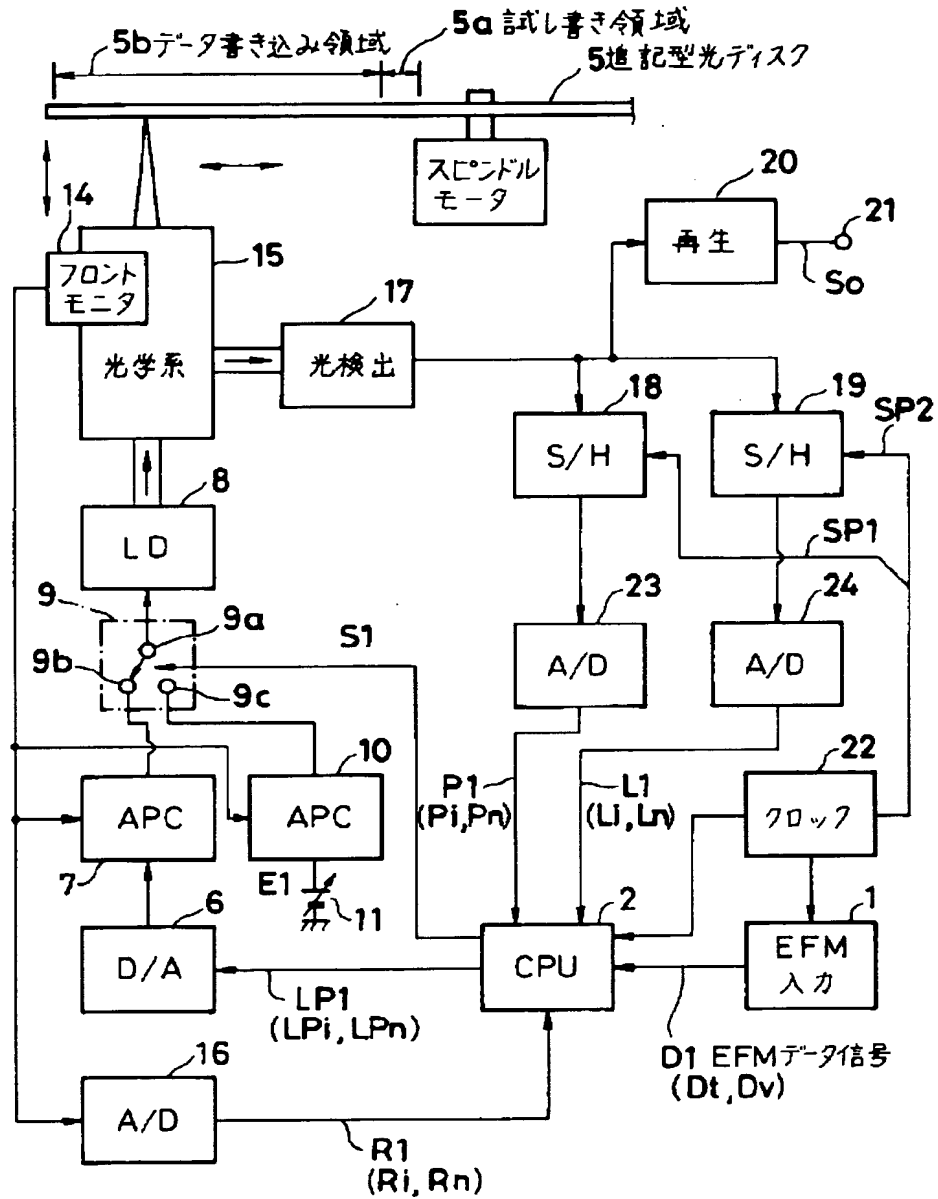 5bデータ書き込み領域
5a 試し書き領域
5追記型光ディスク
スピンドル
モータ
14
フロント
モニタ
15
光学系
17
光検出
20
再生
21
So
18
S/H
19
S/H
SP2
SP1
8
LD
9
9a
9b
9c
S1
23
A/D
24
A/D
10
APC
APC
7
E1
11
P1
(Pi,Pn)
L1
(Li,Ln)
22
クロック
6
D/A
2
CPU
1
EFM
入力
LP1
(LPi,LPn)
D1 EFMデータ信号
(Dt,Dv)
16
A/D
R1
(Ri,Rn)